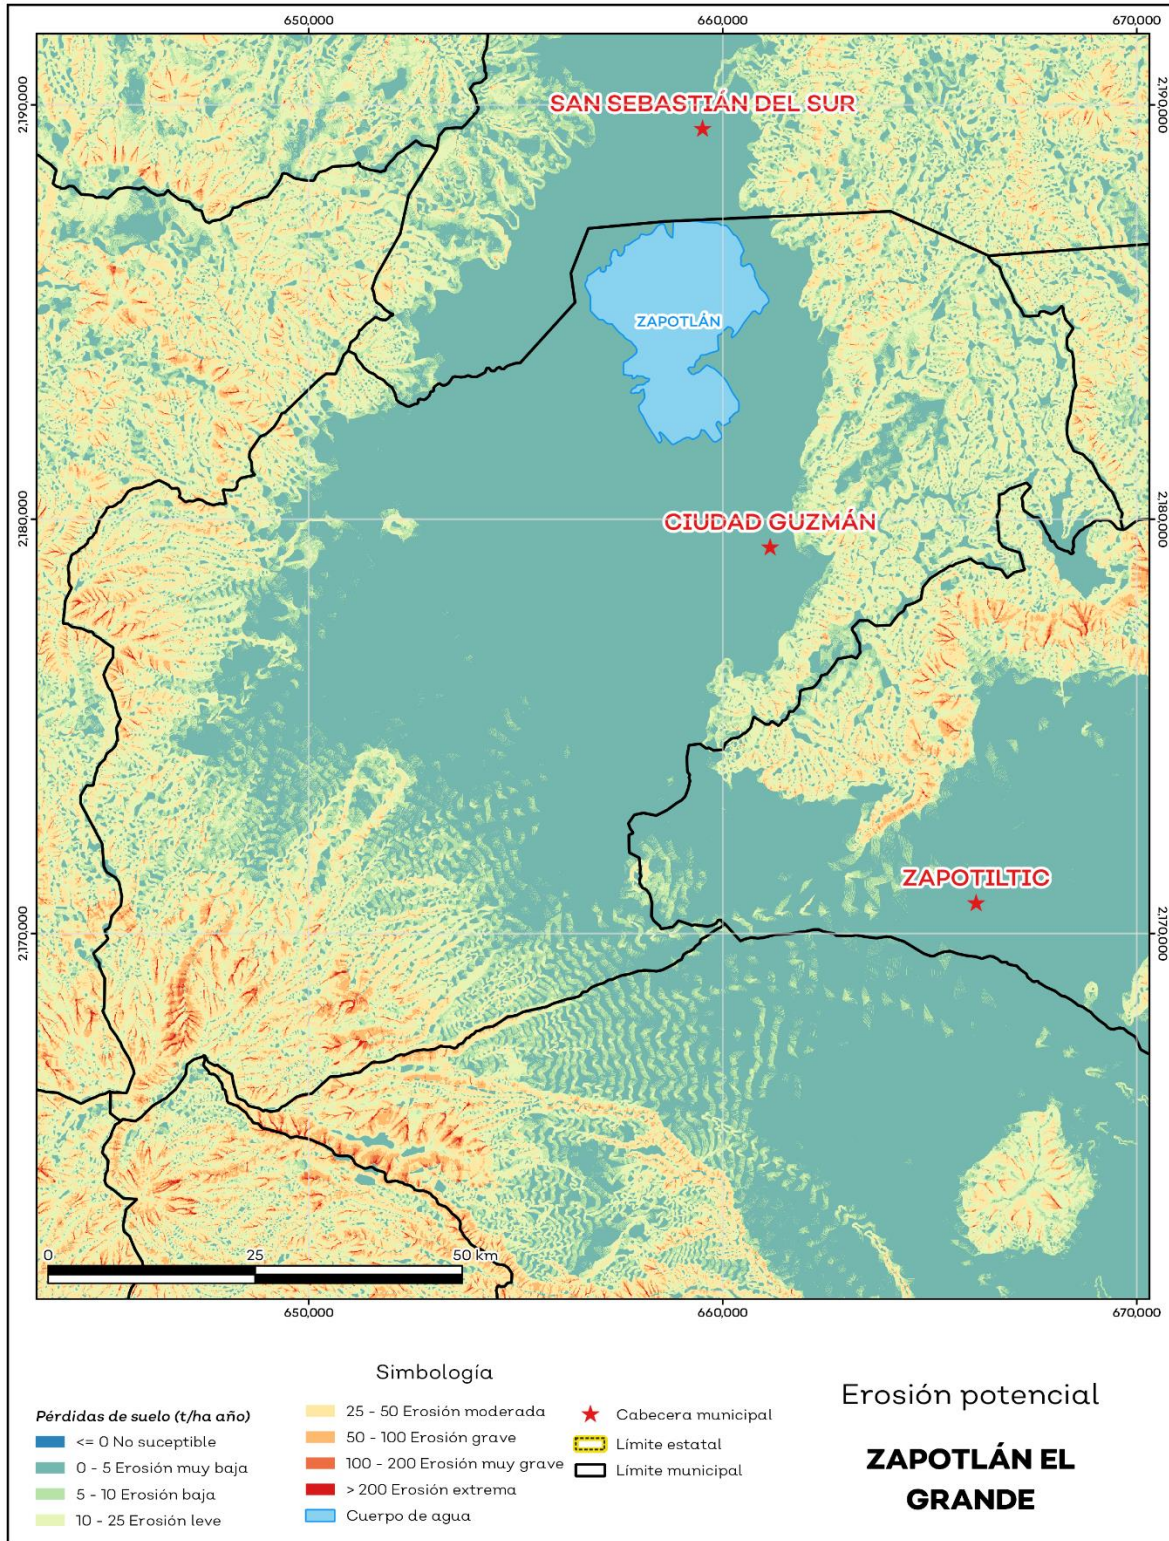 650,000
660,000
670,000
2,190,000
2,190,000
SAN SEBASTIÁN DEL SUR
ZAPOTLÁN
2,180,000
2,180,000
CIUDAD GUZMÁN
ZAPOTILTIC
2,170,000
2,170,000
0
25
50 km
650,000
660,000
670,000
Simbología
Pérdidas de suelo (t/ha año)
<= 0 No suceptible
0 - 5 Erosión muy baja
5 - 10 Erosión baja
10 - 25 Erosión leve
25 - 50 Erosión moderada
50 - 100 Erosión grave
100 - 200 Erosión muy grave
> 200 Erosión extrema
Cuerpo de agua
Cabecera municipal
Límite estatal
Límite municipal
Erosión potencial
ZAPOTLÁN EL
GRANDE